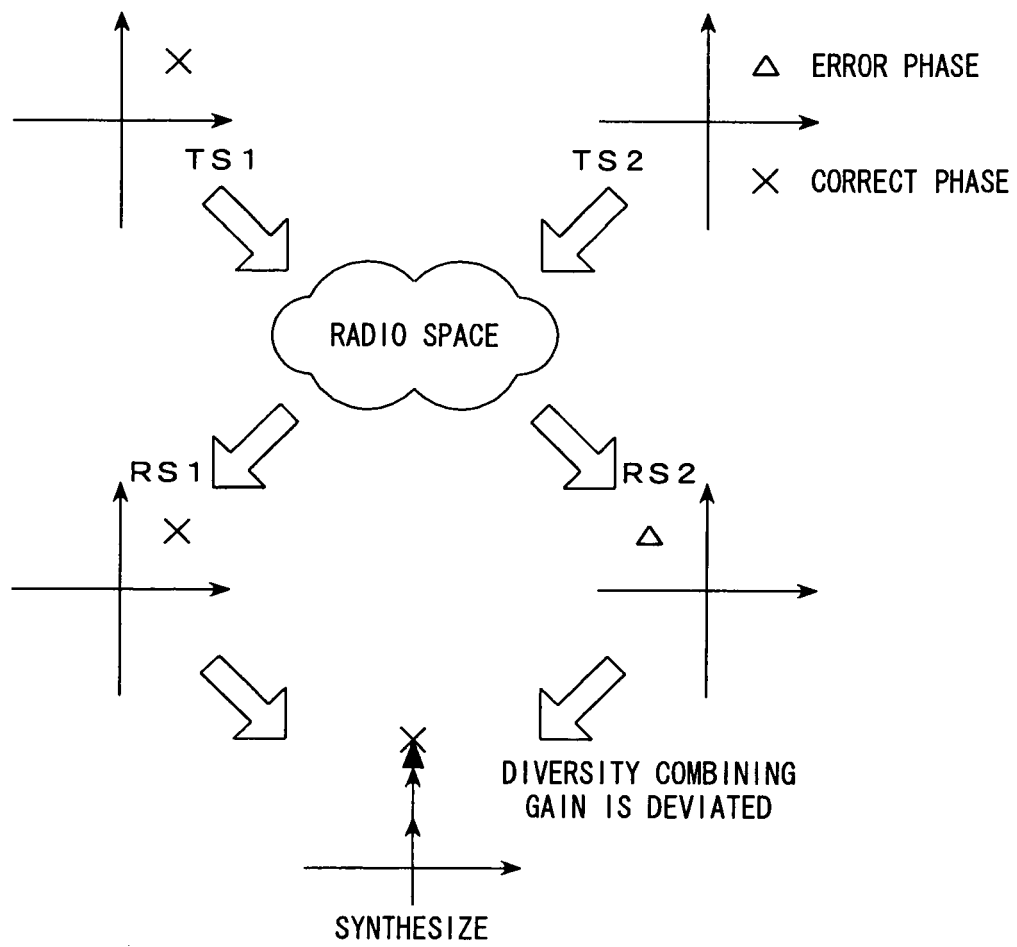 ERROR PHASE
TS1
TS2
CORRECT PHASE
RADIO SPACE
RS1
RS2
DIVERSITY COMBINING
GAIN IS DEVIATED
SYNTHESIZE